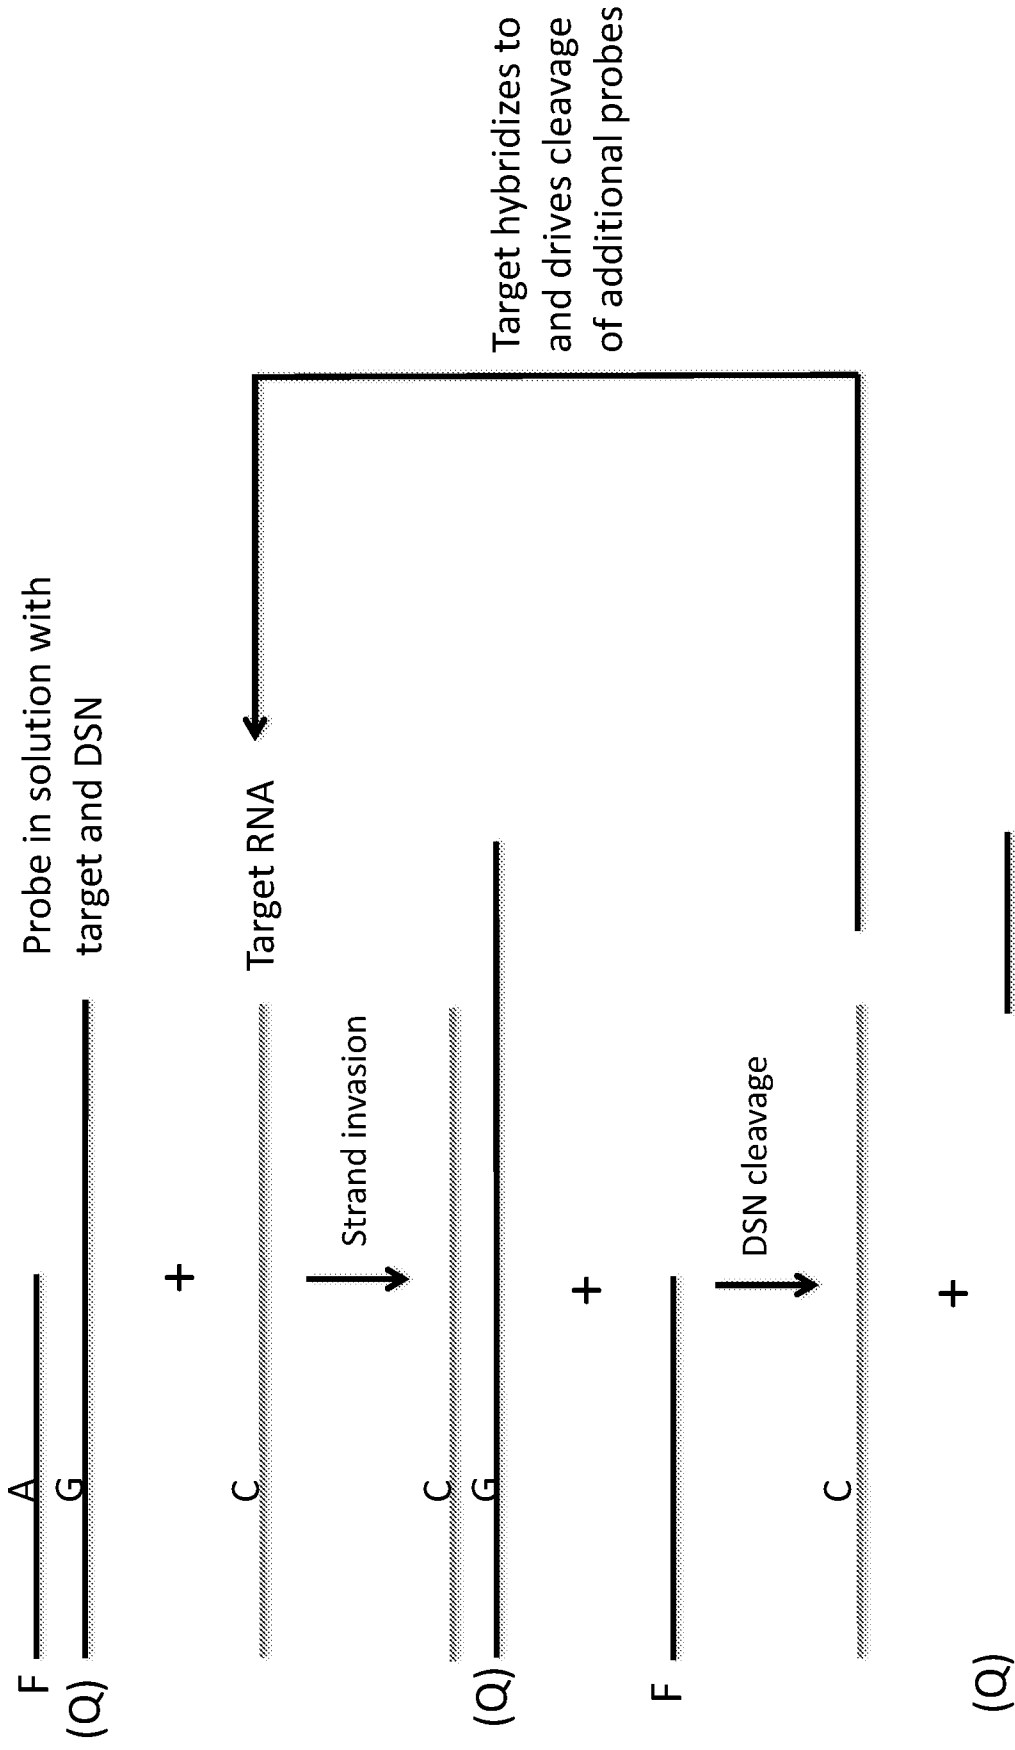 F A
(Q) G
Probe in solution with
target and DSN
+
C
Target RNA
Strand invasion
C
(Q) G
Target hybridizes to
and drives cleavage
of additional probes
+
F
DSN cleavage
C
+
(Q)